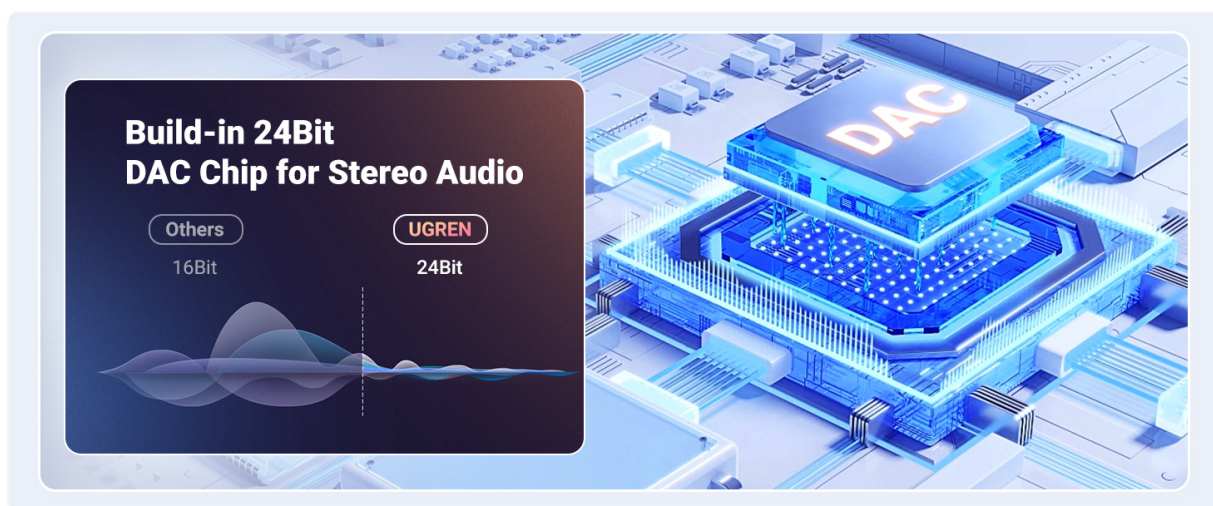 Build-in 24Bit
DAC Chip for Stereo Audio
Others
UGREN
16Bit
24Bit
DAC